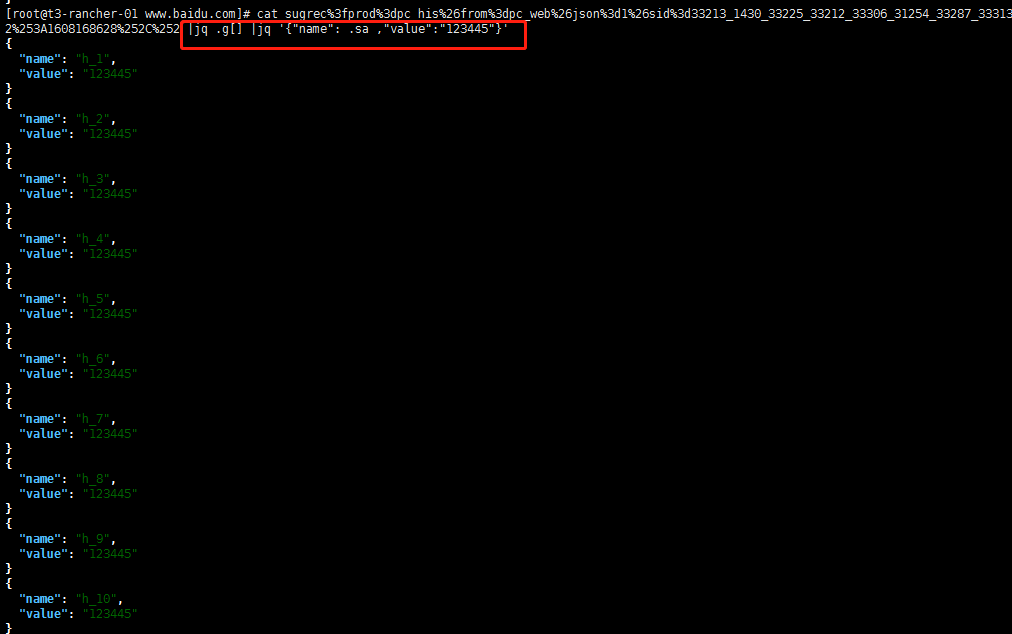 [root@t3-rancher-01 www.baidu.com]# cat sugrec%3fprod%3dpc_his%26from%3dpc_web%26json%3d1%26sid%3d33213_1430_33225_33212_33306_31254_33287_33313
2%253A1608168628%252C%252 |jq .g[] |jq '{"name": .sa ,"value":"123445"}'
{
"name": "h_1",
"value": "123445"
}
{
"name": "h_2",
"value": "123445"
}
{
"name": "h_3",
"value": "123445"
}
{
"name": "h_4",
"value": "123445"
}
{
"name": "h_5",
"value": "123445"
}
{
"name": "h_6",
"value": "123445"
}
{
"name": "h_7",
"value": "123445"
}
{
"name": "h_8",
"value": "123445"
}
{
"name": "h_9",
"value": "123445"
}
{
"name": "h_10",
"value": "123445"
}